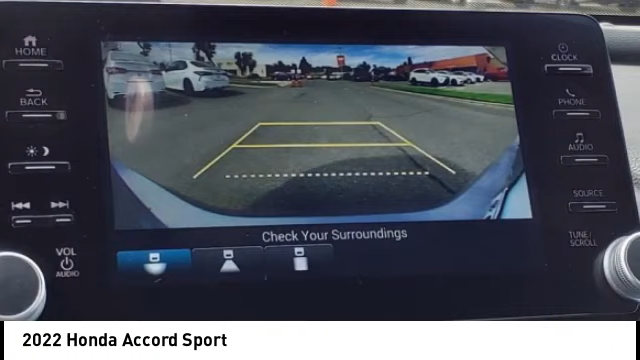 HOME
CLOCK
BACK
PHONE
AUDIO
SOURCE
VOL
AUDIO
TUNE/
SCROLL
Check Your Surroundings
2022 Honda Accord Sport